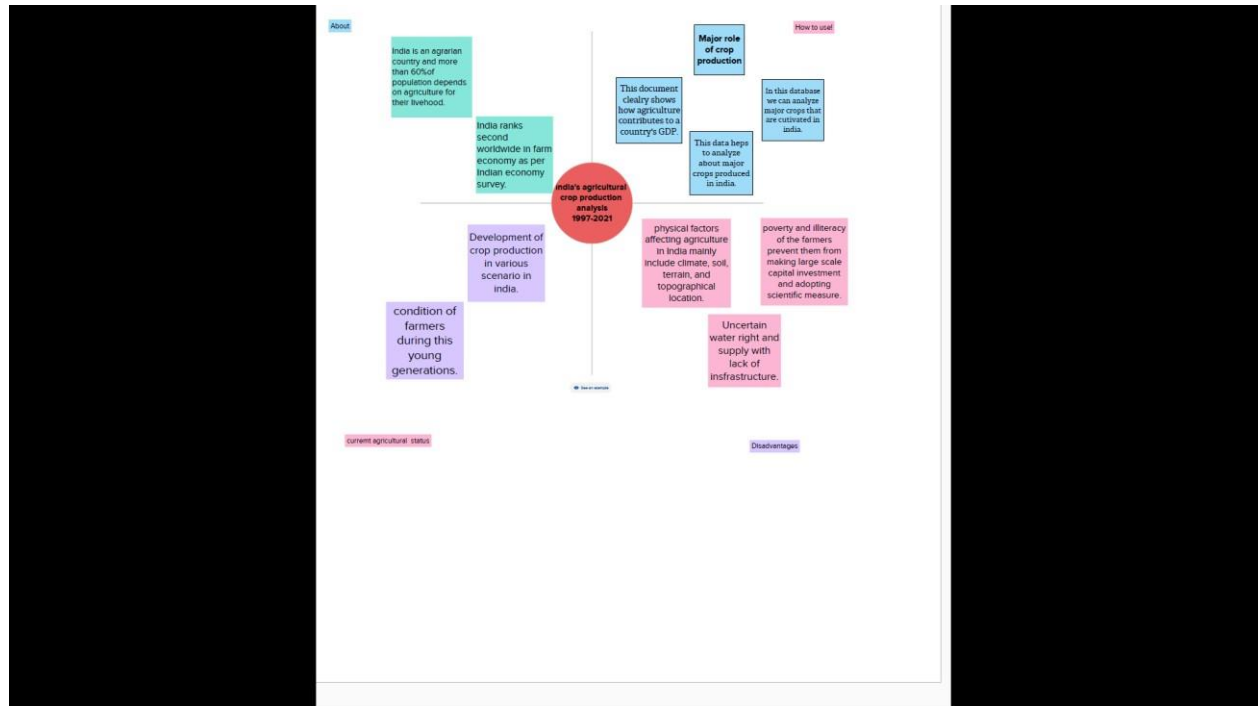 About
India is an agrarian
country and more
than 60%of
population depends
on agriculture for
their livehood.
India ranks
second
worldwide in farm
economy as per
Indian economy
survey.
How to use!
Major role
of crop
production
This document
clealry shows
how agriculture
contributes to a
country's GDP.
In this database
we can analyze
major crops that
are cutivated in
india.
This data heps
to analyze
about major
crops produced
in india.
India's agricultural
crop production
analysis
1997-2021
Development of
crop production
in various
scenario in
india.
condition of
farmers
during this
young
generations.
physical factors
affecting agriculture
in India mainly
include climate, soil,
terrain, and
topographical
location.
poverty and illiteracy
of the farmers
prevent them from
making large scale
capital investment
and adopting
scientific measure.
Uncertain
water right and
supply with
lack of
insfrastructure.
See an example
curremt agricultural status
Disadvantages